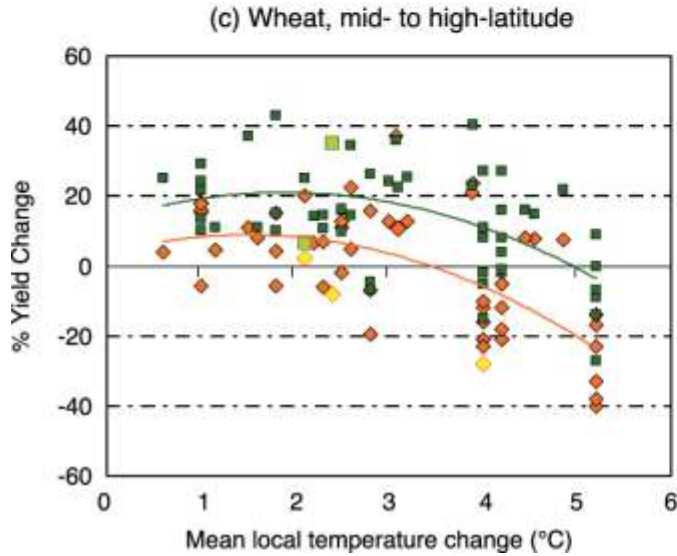 (c) Wheat, mid- to high-latitude
60
40
20
0
-20
-40
-60
% Yield Change
0 1 2 3 4 5 6
Mean local temperature change (°C)